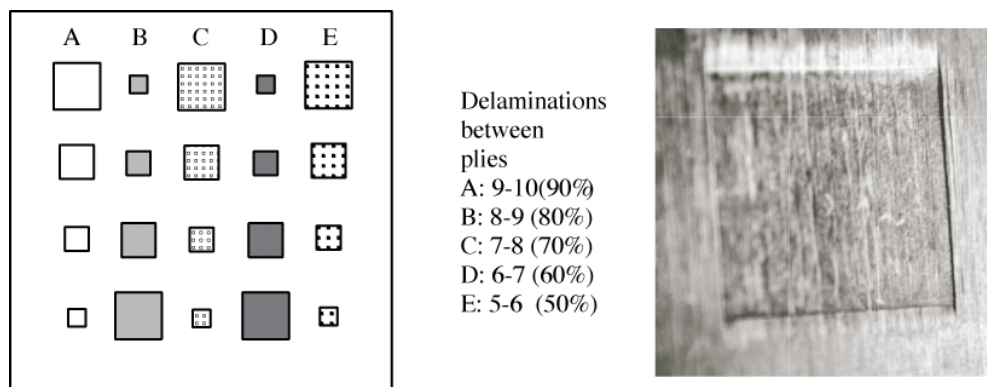 A B C D E
Delaminations
between
plies
A: 9-10(90%)
B: 8-9 (80%)
C: 7-8 (70%)
D: 6-7 (60%)
E: 5-6 (50%)